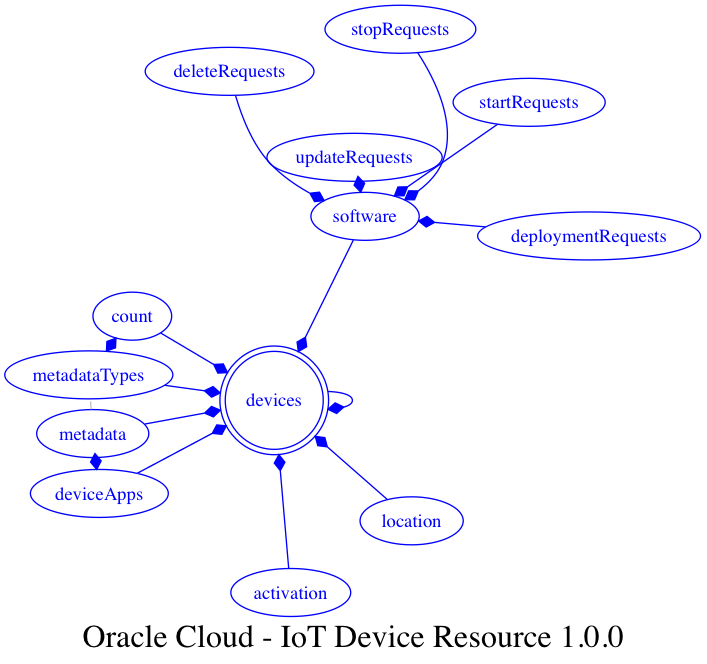 stopRequests
deleteRequests
startRequests
updateRequests
software
deploymentRequests
count
metadataTypes
devices
metadata
deviceApps
location
activation
Oracle Cloud - IoT Device Resource 1.0.0